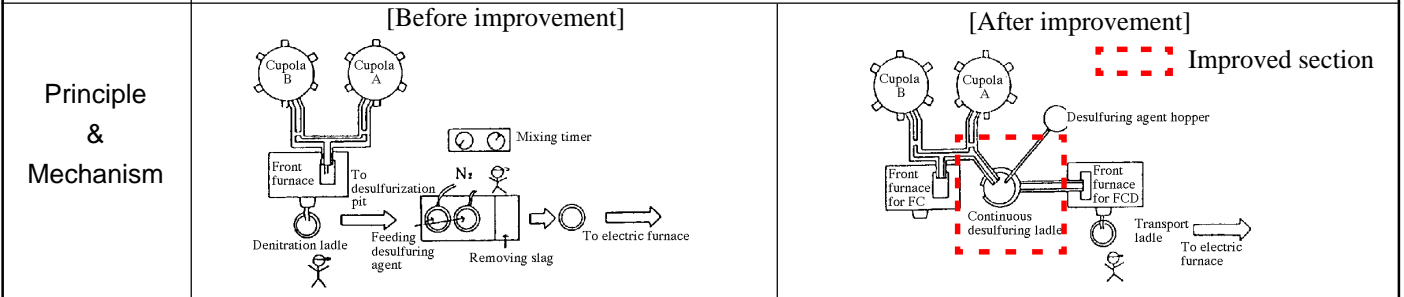 Principle
&
Mechanism
[Before improvement]
Cupola
B
Cupola
A
Mixing timer
Front
furnace
To
desulfurization
pit
N₂
Denitration ladle
Feeding
desulfuring
agent
Removing slag
To electric furnace
[After improvement]
Improved section
Cupola
B
Cupola
A
Desulfuring agent hopper
Front
furnace
for FC
Front
furnace
for FCD
Continuous
desulfuring ladle
Transport
ladle
To electric
furnace